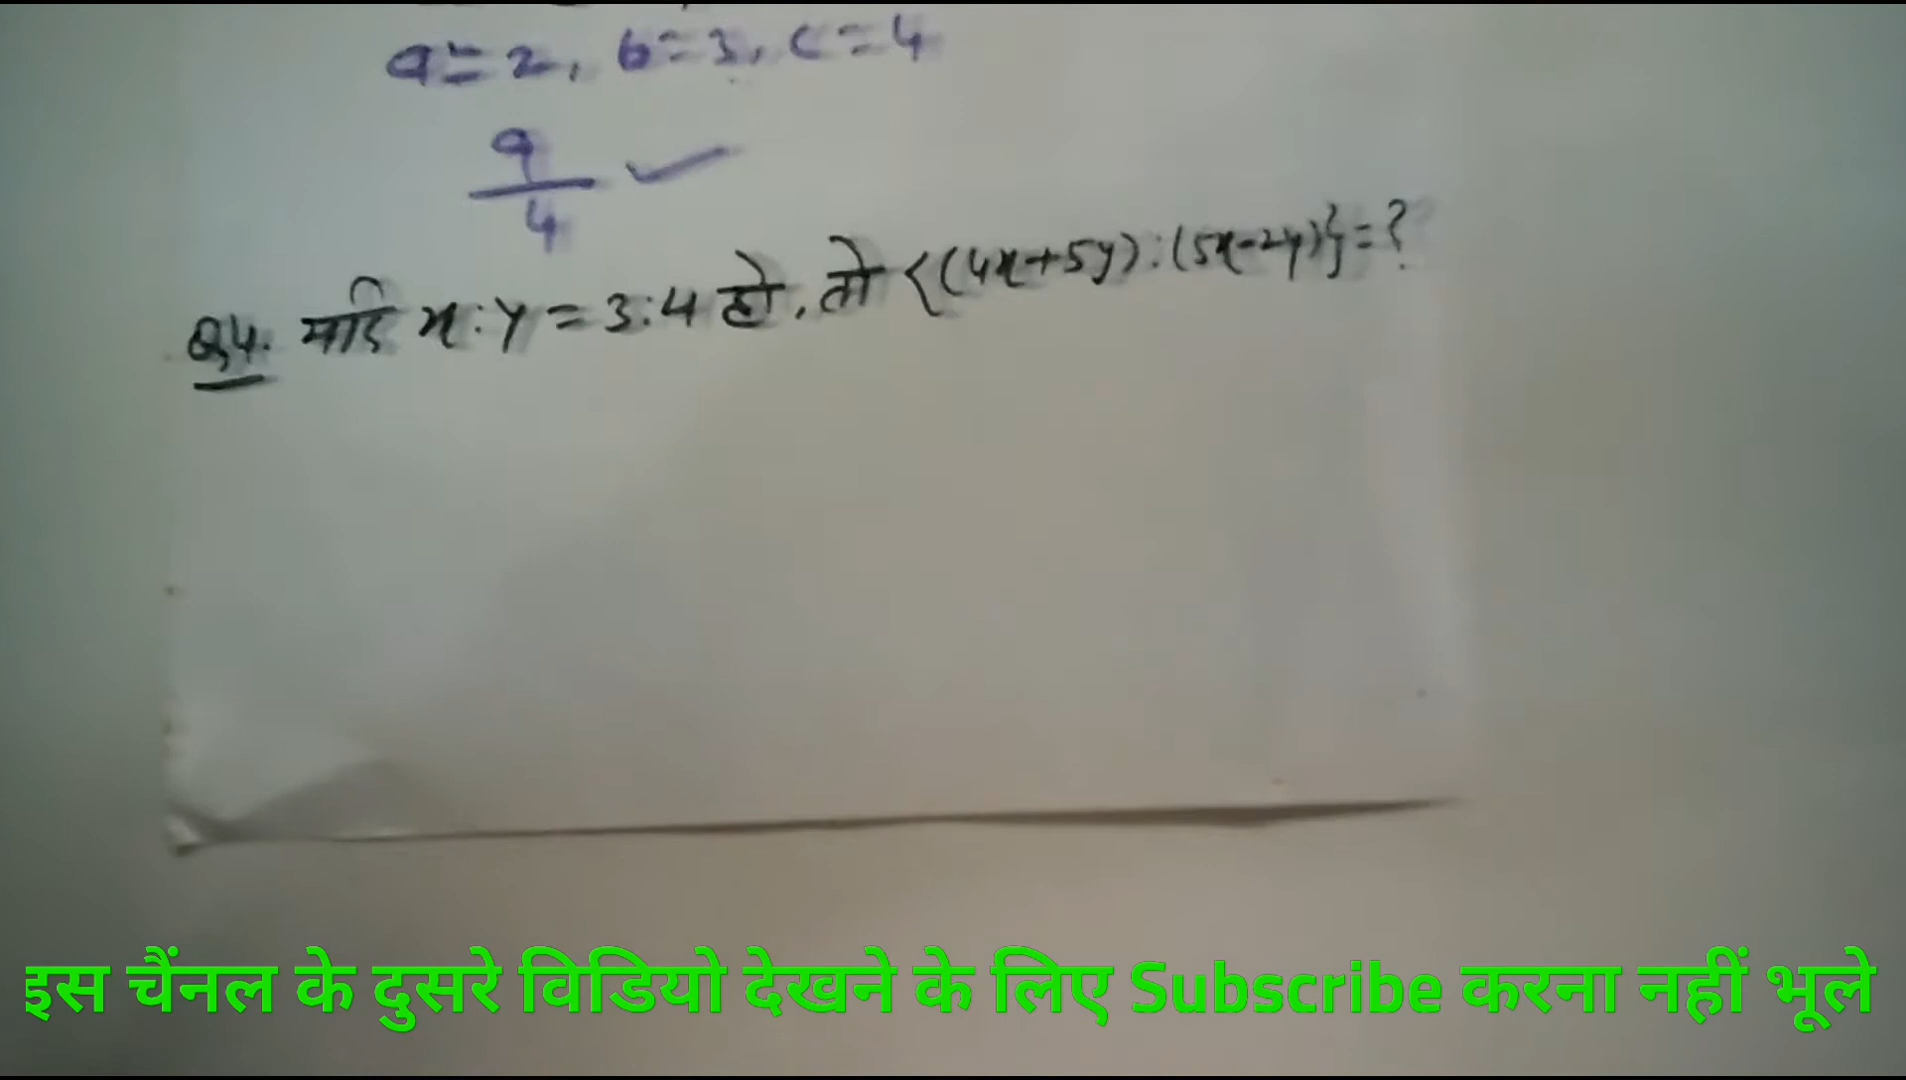 a=2, b=3, c=4
9/4 ✓
Q4. यदि x:y=3:4 हो, तो {(4x+5y):(5x-2y)}=?
इस चैंनल के दुसरे विडियो देखने के लिए Subscribe करना नहीं भूले